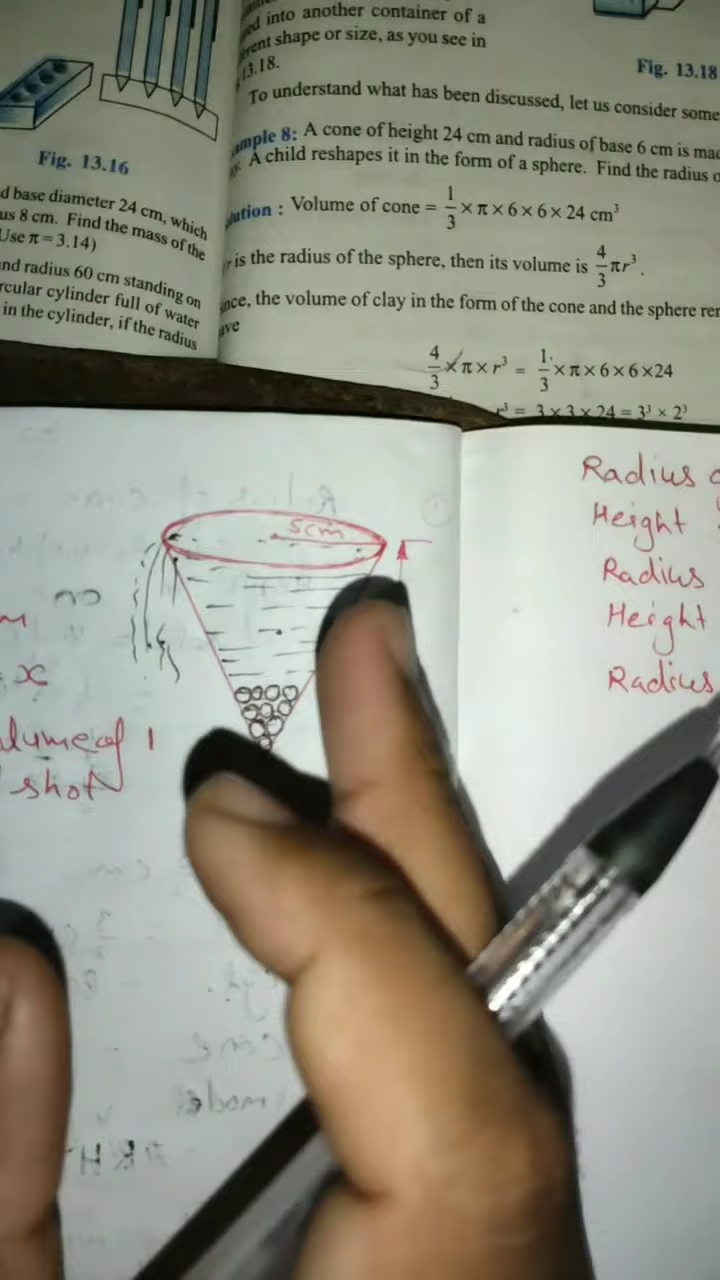 into another container of a
shape or size, as you see in
13.18.
Fig. 13.18
To understand what has been discussed, let us consider some
8: A cone of height 24 cm and radius of base 6 cm is
A child reshapes it in the form of a sphere. Find the radius
: Volume of cone = 1/3 × π × 6 × 6 × 24 cm³
r is the radius of the sphere, then its volume is 4/3 πr³.
the volume of clay in the form of the cone and the sphere
4/3 × π × r³ = 1/3 × π × 6 × 6 × 24
r³ = 3 × 3 × 24 = 3³ × 2³
Fig. 13.16
d base diameter 24 cm, which
us 8 cm. Find the mass of the
Use π = 3.14)
nd radius 60 cm standing on
rcular cylinder full of water
in the cylinder, if the radius
5cm
x
of 1
shot
Radius
Height
Radius
Height
Radius